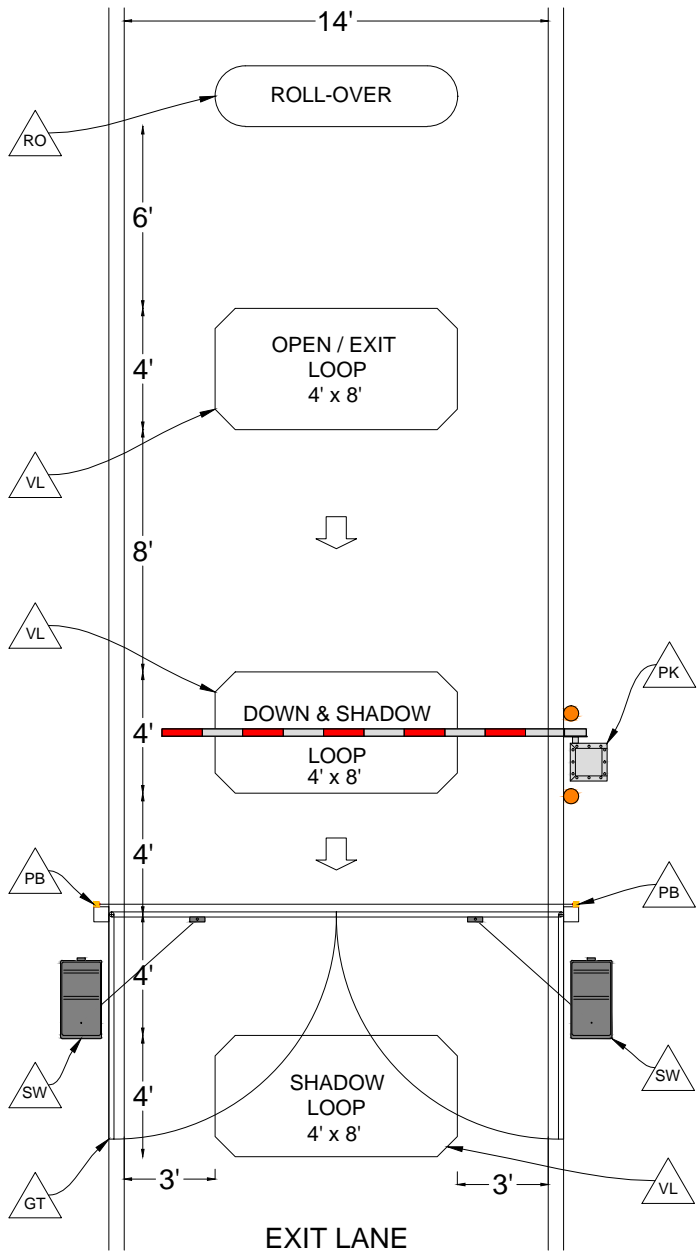 14'
ROLL-OVER
RO
6'
OPEN / EXIT
LOOP
4' x 8'
4'
VL
8'
VL
PK
DOWN & SHADOW
4'
LOOP
4' x 8'
4'
PB
PB
4'
SW
SW
SHADOW
LOOP
4' x 8'
4'
GT
3'
3'
VL
EXIT LANE